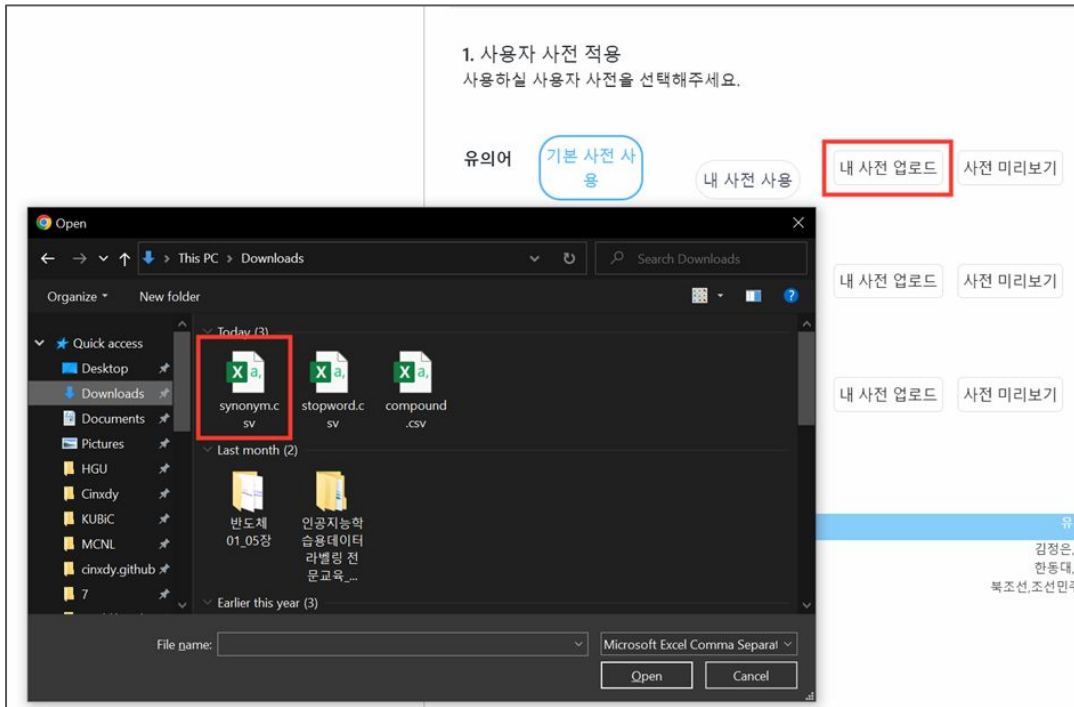 1. 사용자 사전 적용
사용하실 사용자 사전을 선택해주세요.
유의어
기본 사전 사
용
내 사전 사용
내 사전 업로드
사전 미리보기
Open
This PC > Downloads
Search Downloads
내 사전 업로드
사전 미리보기
Organize
New folder
Today (3)
Quick access
Desktop
Downloads
Documents
Pictures
HGU
Cinxdy
KUBiC
MCNL
cinxdy.github
7
synonym.c
sv
stopword.c
sv
compound
.csv
내 사전 업로드
사전 미리보기
Last month (2)
반도체
01_05장
인공지능학
습용데이터
라벨링 전
문교육_...
Earlier this year (3)
유
김정은,
한동대,
북조선,조선민주
File name:
Microsoft Excel Comma Separat
Open
Cancel